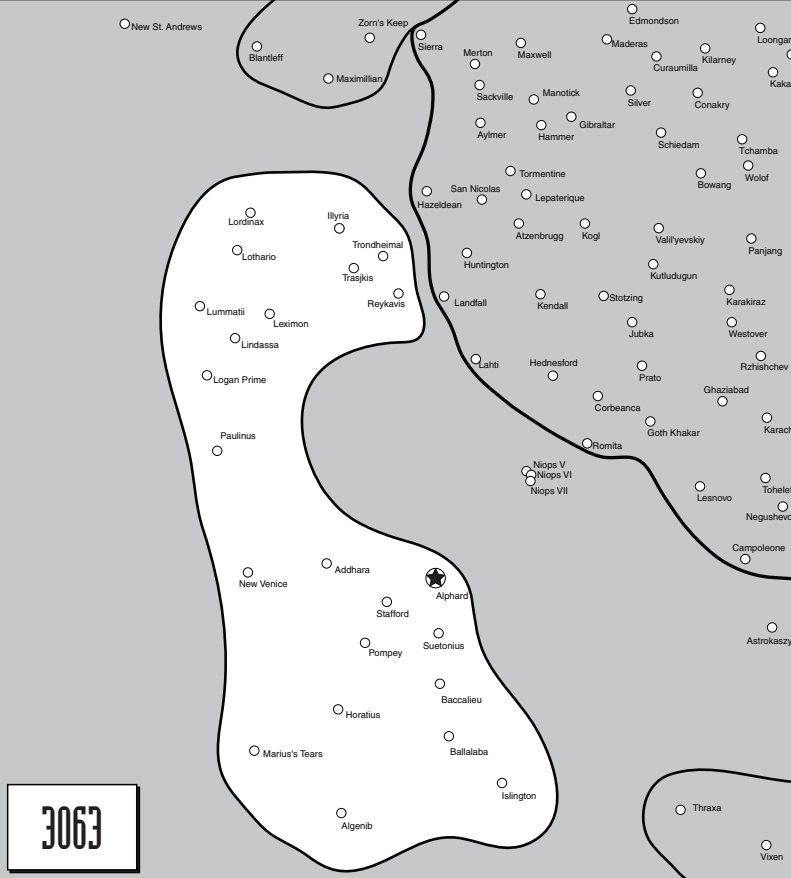 New St. Andrews
Zorn's Keep
Blantleff
Maximillian
Sierra
Edmondson
Merton
Maxwell
Maderas
Curaumilla
Kilarney
Loongan
Kaka
Sackville
Manotick
Silver
Conakry
Aylmer
Hammer
Gibraltar
Schiedam
Tchamba
Wolof
Bowang
Tormentine
San Nicolas
Lepaterique
Hazeldean
Atzenbrugg
Kogl
Valil'yevskiy
Panjang
Huntington
Kutludugun
Landfall
Kendall
Stotzing
Karakiraz
Jubka
Westover
Lordinax
Illyria
Lothario
Trondheimal
Trasjkis
Reykavis
Lummatii
Leximon
Lindassa
Logan Prime
Lahti
Hednesford
Prato
Rzhishchev
Ghaziabad
Corbeanca
Goth Khakar
Karach
Paulinus
Romita
Niops V
Niops VI
Niops VII
Lesnovo
Tohelet
Negushevo
Campoleone
New Venice
Addhara
Alphard
Stafford
Pompey
Suetonius
Astrokaszy
Baccalieu
Horatius
Marius's Tears
Ballalaba
Islington
Algenib
Thraxa
Vixen
3063